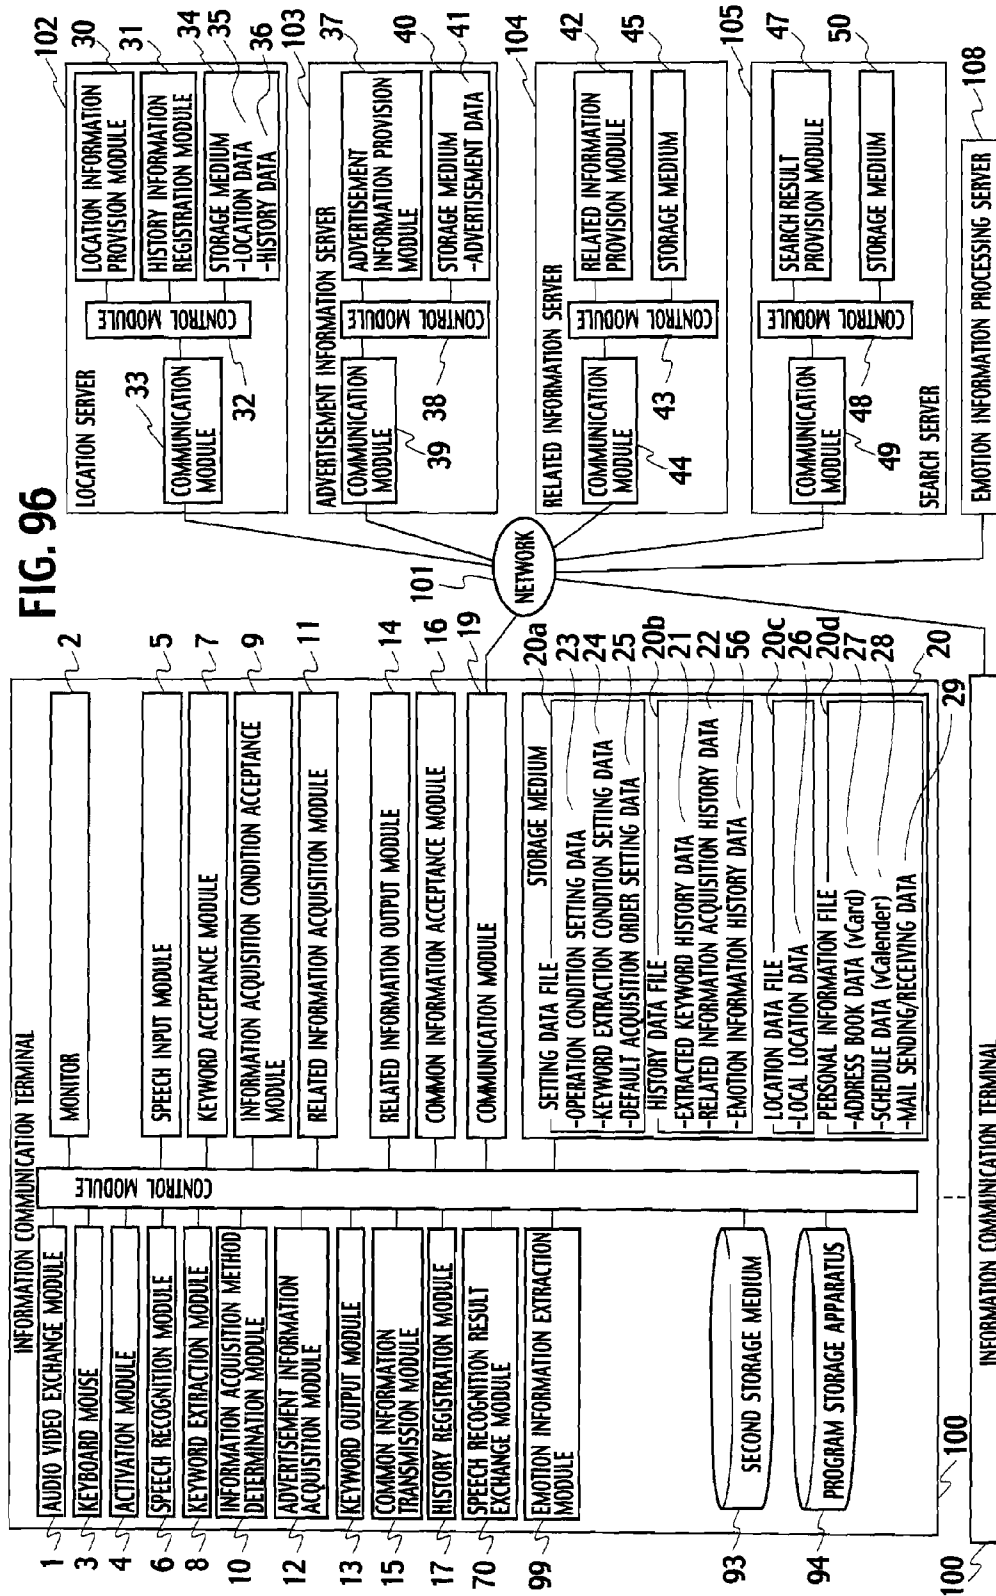 FIG. 96
INFORMATION COMMUNICATION TERMINAL
1
AUDIO VIDEO EXCHANGE MODULE
3
KEYBOARD MOUSE
4
ACTIVATION MODULE
6
SPEECH RECOGNITION MODULE
8
KEYWORD EXTRACTION MODULE
10
INFORMATION ACQUISITION METHOD
DETERMINATION MODULE
12
ADVERTISEMENT INFORMATION
ACQUISITION MODULE
13
KEYWORD OUTPUT MODULE
15
COMMON INFORMATION
TRANSMISSION MODULE
17
HISTORY REGISTRATION MODULE
70
SPEECH RECOGNITION RESULT
EXCHANGE MODULE
99
EMOTION INFORMATION EXTRACTION
MODULE
93
SECOND STORAGE MEDIUM
94
PROGRAM STORAGE APPARATUS
CONTROL MODULE
MONITOR
2
SPEECH INPUT MODULE
5
KEYWORD ACCEPTANCE MODULE
7
INFORMATION ACQUISITION CONDITION ACCEPTANCE
MODULE
9
RELATED INFORMATION ACQUISITION MODULE
11
RELATED INFORMATION OUTPUT MODULE
14
COMMON INFORMATION ACCEPTANCE MODULE
16
COMMUNICATION MODULE
19
STORAGE MEDIUM
20a
SETTING DATA FILE
-OPERATION CONDITION SETTING DATA
23
-KEYWORD EXTRACTION CONDITION SETTING DATA
24
-DEFAULT ACQUISITION ORDER SETTING DATA
25
HISTORY DATA FILE
20b
-EXTRACTED KEYWORD HISTORY DATA
21
-RELATED INFORMATION ACQUISITION HISTORY DATA
22
-EMOTION INFORMATION HISTORY DATA
56
LOCATION DATA FILE
20c
-LOCAL LOCATION DATA
26
PERSONAL INFORMATION FILE
20d
-ADDRESS BOOK DATA (vCard)
27
-SCHEDULE DATA (vCalender)
28
-MAIL SENDING/RECEIVING DATA
20
29
100
100
INFORMATION COMMUNICATION TERMINAL
101
NETWORK
102
LOCATION SERVER
33
COMMUNICATION
MODULE
CONTROL MODULE
32
LOCATION INFORMATION
PROVISION MODULE
30
HISTORY INFORMATION
REGISTRATION MODULE
31
STORAGE MEDIUM
34
-LOCATION DATA
35
-HISTORY DATA
36
103
ADVERTISEMENT INFORMATION SERVER
COMMUNICATION
MODULE
39
CONTROL MODULE
38
ADVERTISEMENT
INFORMATION PROVISION
MODULE
37
STORAGE MEDIUM
40
-ADVERTISEMENT DATA
41
104
RELATED INFORMATION SERVER
COMMUNICATION
MODULE
44
CONTROL MODULE
43
RELATED INFORMATION
PROVISION MODULE
42
STORAGE MEDIUM
45
105
COMMUNICATION
MODULE
49
CONTROL MODULE
48
SEARCH RESULT
PROVISION MODULE
47
STORAGE MEDIUM
50
SEARCH SERVER
EMOTION INFORMATION PROCESSING SERVER
108